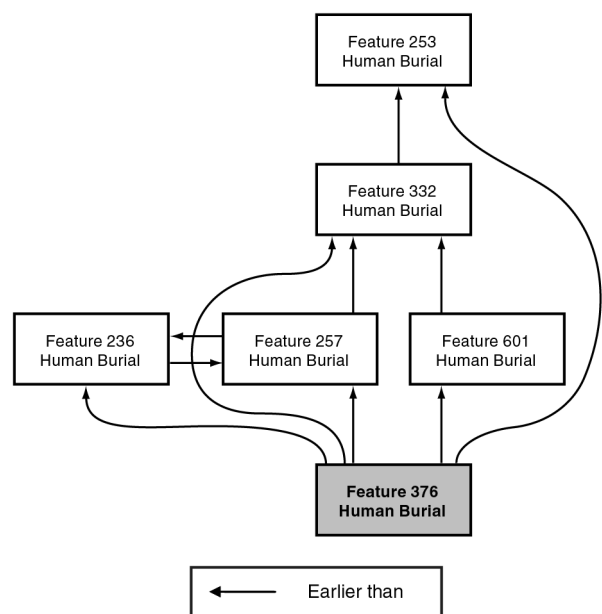 Feature 253
Human Burial
Feature 332
Human Burial
Feature 236
Human Burial
Feature 257
Human Burial
Feature 601
Human Burial
Feature 376
Human Burial
Earlier than